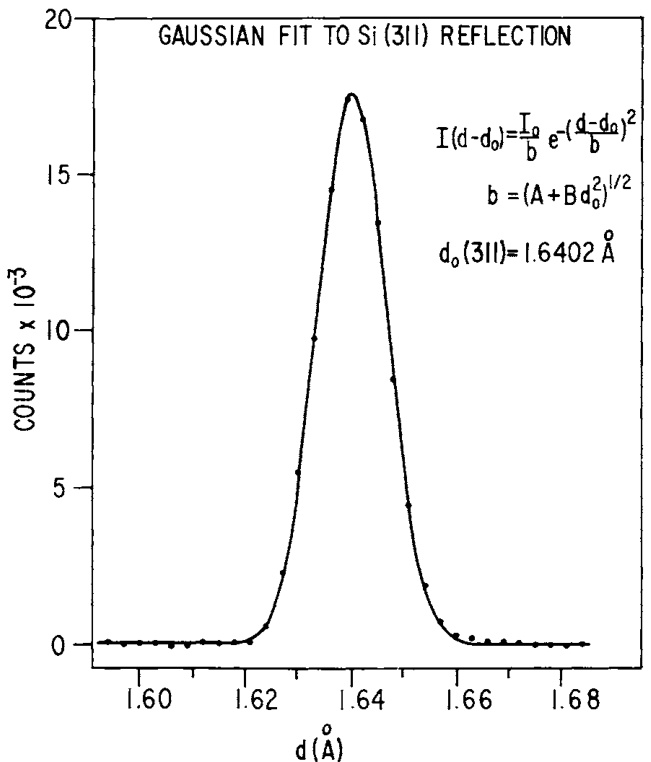 GAUSSIAN FIT TO Si (311) REFLECTION
I(d-d₀)=I₀/b e^-((d-d₀)/b)²
b=(A+Bd₀²)^1/2
d₀(311)=1.6402 Å
COUNTS x 10⁻³
20
15
10
5
0
1.60 1.62 1.64 1.66 1.68
d(Å)